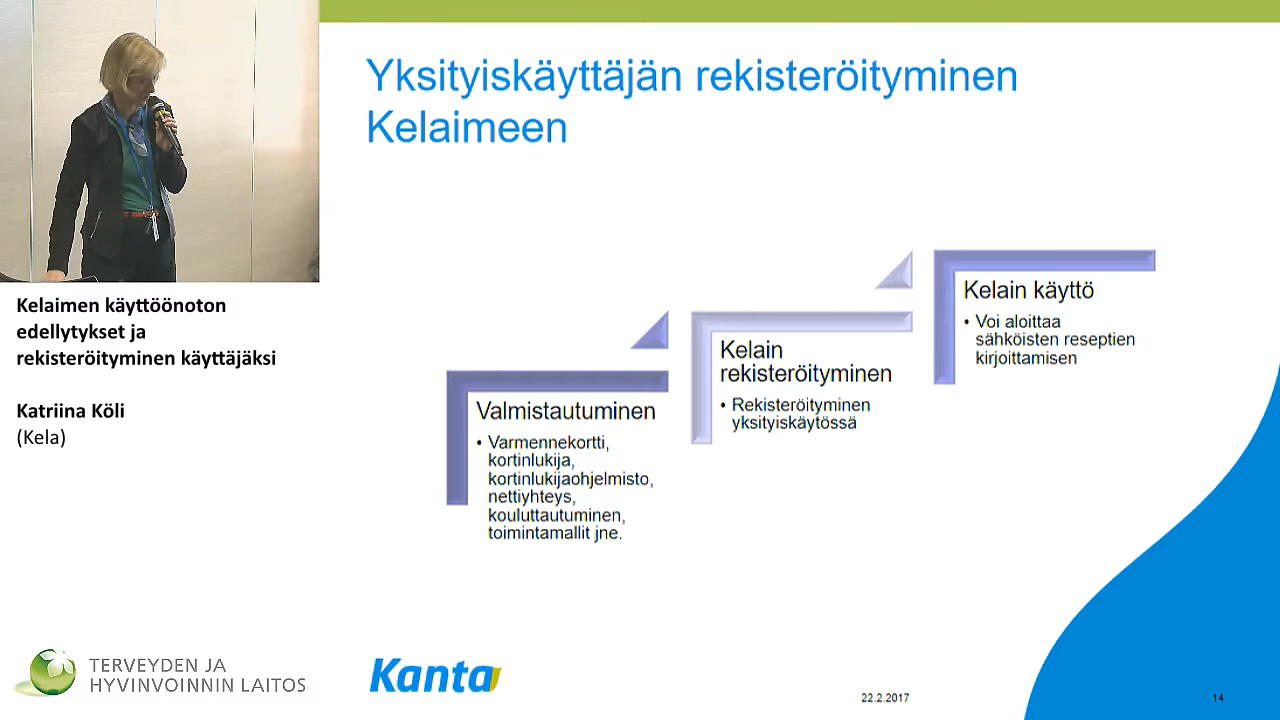 Yksityiskäyttäjän rekisteröityminen
Kelaimeen
Kelaimen käyttöönoton
edellytykset ja
rekisteröityminen käyttäjäksi
Katriina Köli
(Kela)
Valmistautuminen
• Varmennekortti,
kortinlukija,
kortinlukijaohjelmisto,
nettiyhteys,
kouluttautuminen,
toimintamallit jne.
Kelain
rekisteröityminen
• Rekisteröityminen
yksityiskäytössä
Kelain käyttö
• Voi aloittaa
sähköisten reseptien
kirjoittamisen
TERVEYDEN JA
HYVINVOINNIN LAITOS
Kanta
22.2.2017
14